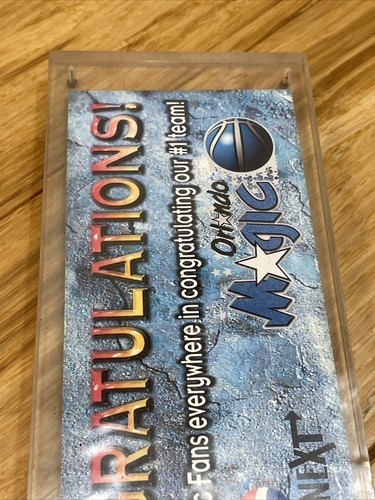 RATULATIONS!
Fans everywhere in congratulating our #1 team!
Orlando
Magic
NEXT